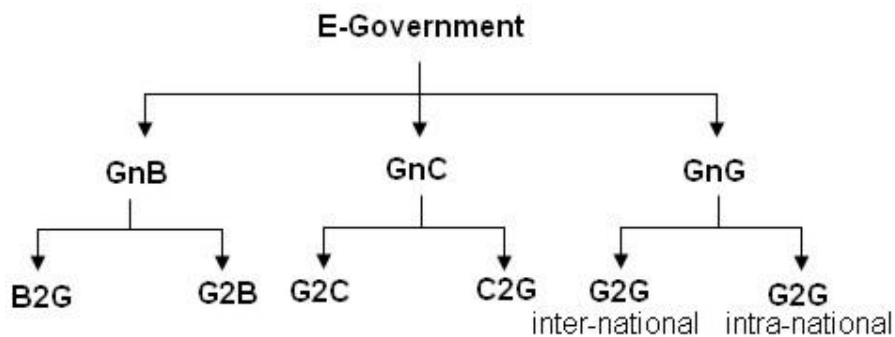 E-Government
GnB GnC GnG
B2G G2B G2C C2G G2G G2G
inter-national intra-national